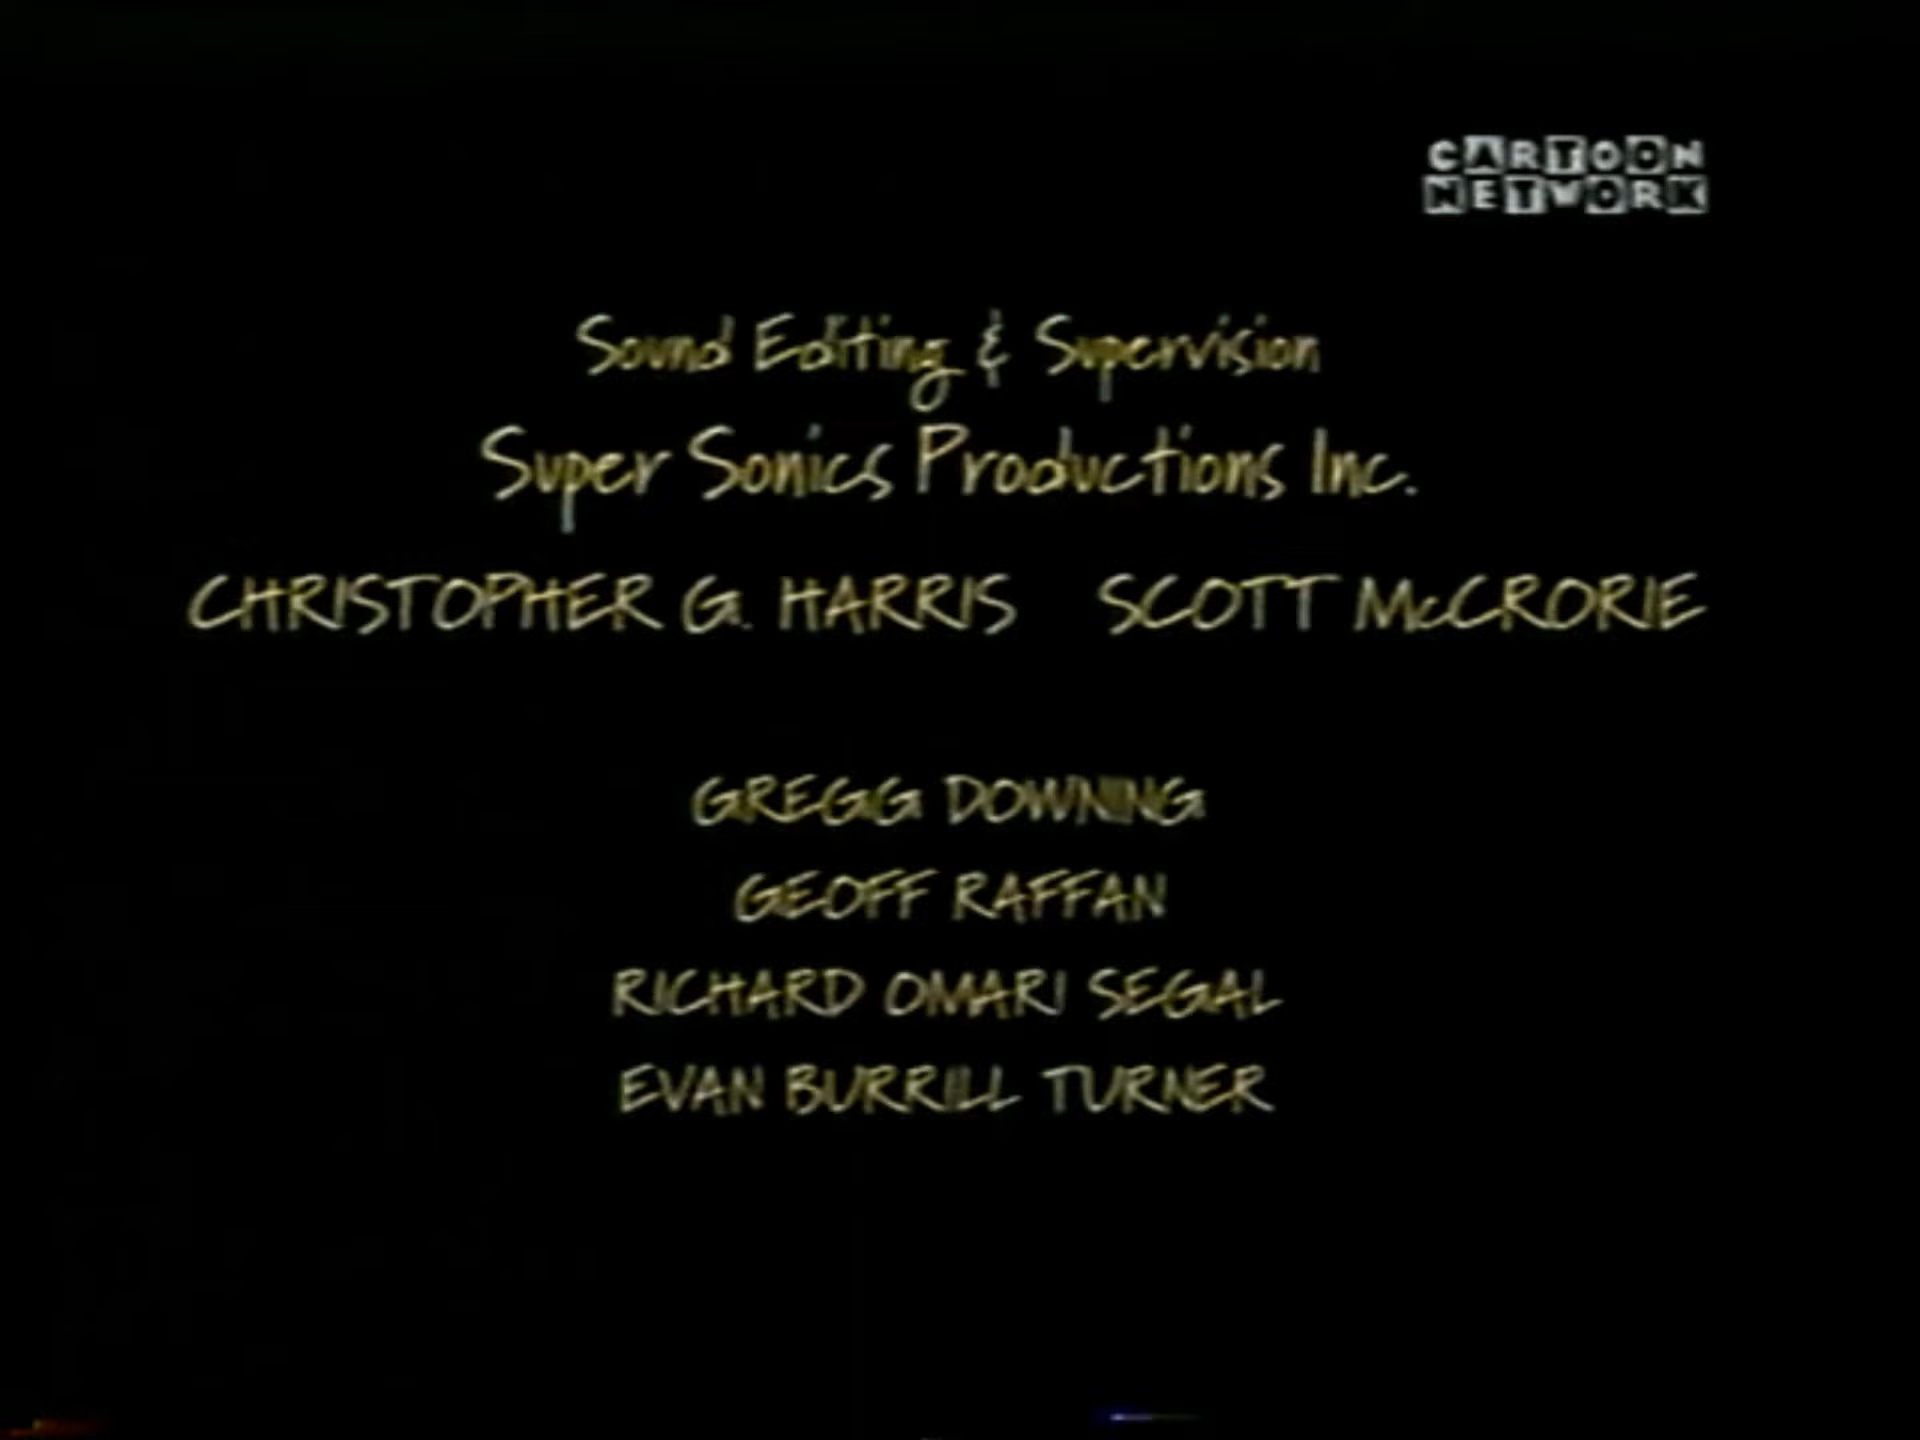 CARTOON
NETWORK
Sound Editing & Supervision
Super Sonics Productions Inc.
CHRISTOPHER G. HARRIS SCOTT McCRORIE
GREGG DOWNING
GEOFF RAFFAN
RICHARD OMARI SEGAL
EVAN BURRILL TURNER